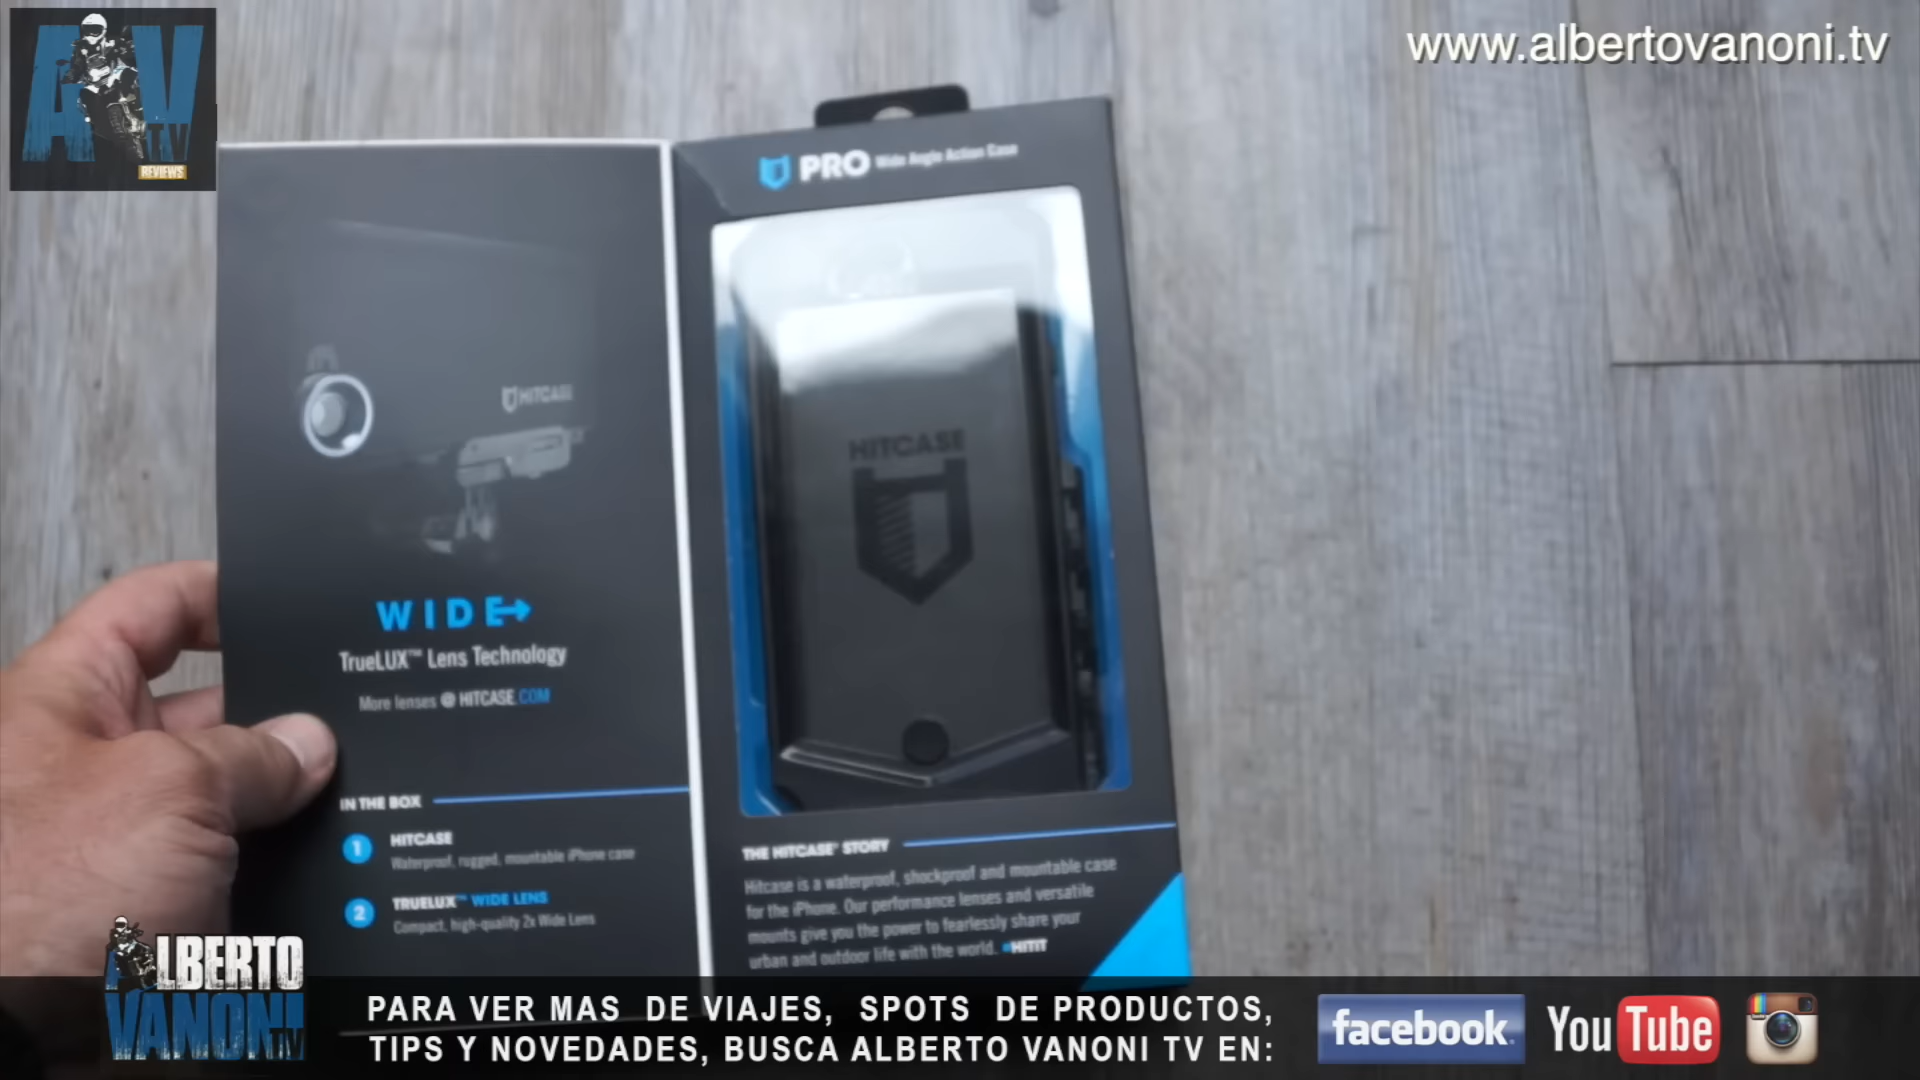 AV
TV
REVIEWS
www.albertovanoni.tv
PRO Wide Angle Action Case
HITCASE
HITCASE
WIDE
TrueLUX™ Lens Technology
More lenses @ HITCASE.COM
IN THE BOX
1 HITCASE
Waterproof, rugged, mountable iPhone case
2 TRUELUX™ WIDE LENS
Compact, high-quality 2x Wide Lens
THE HITCASE® STORY
Hitcase is a waterproof, shockproof and mountable case
for the iPhone. Our performance lenses and versatile
mounts give you the power to fearlessly share your
urban and outdoor life with the world. #HITIT
ALBERTO
VANONI
TV
PARA VER MAS DE VIAJES, SPOTS DE PRODUCTOS,
TIPS Y NOVEDADES, BUSCA ALBERTO VANONI TV EN:
facebook
YouTube